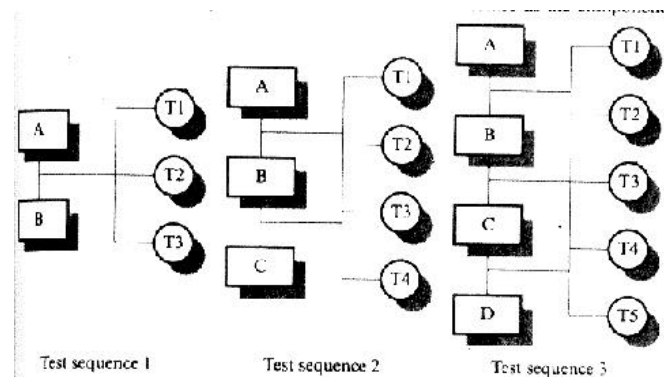 A
B
T1
T2
T3
Test sequence 1
A
B
C
T1
T2
T3
T4
Test sequence 2
A
B
C
D
T1
T2
T3
T4
T5
Test sequence 3